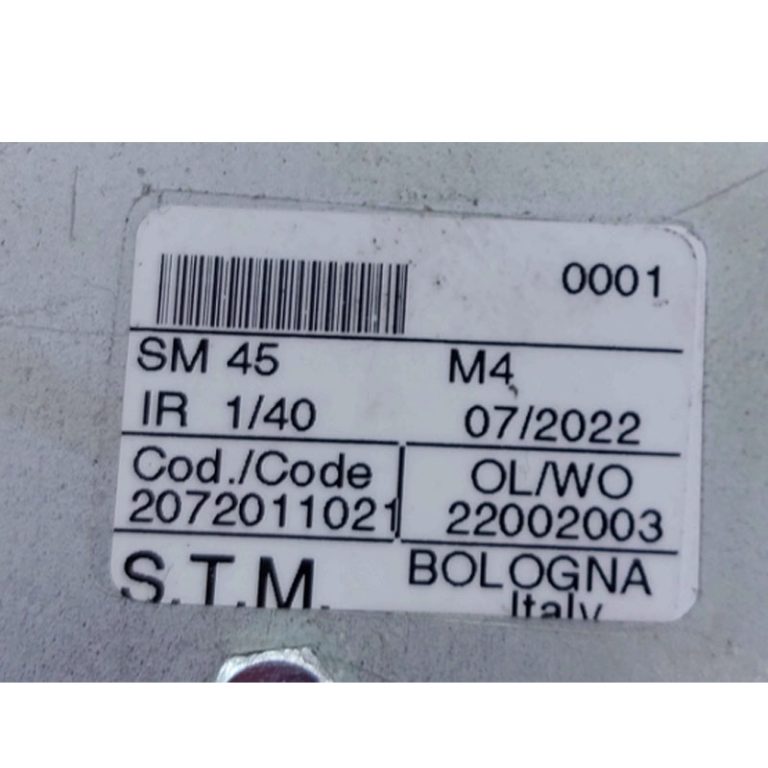 0001
SM 45 M4
IR 1/40 07/2022
Cod./Code OL/WO
2072011021 22002003
S.T.M. BOLOGNA
Italy